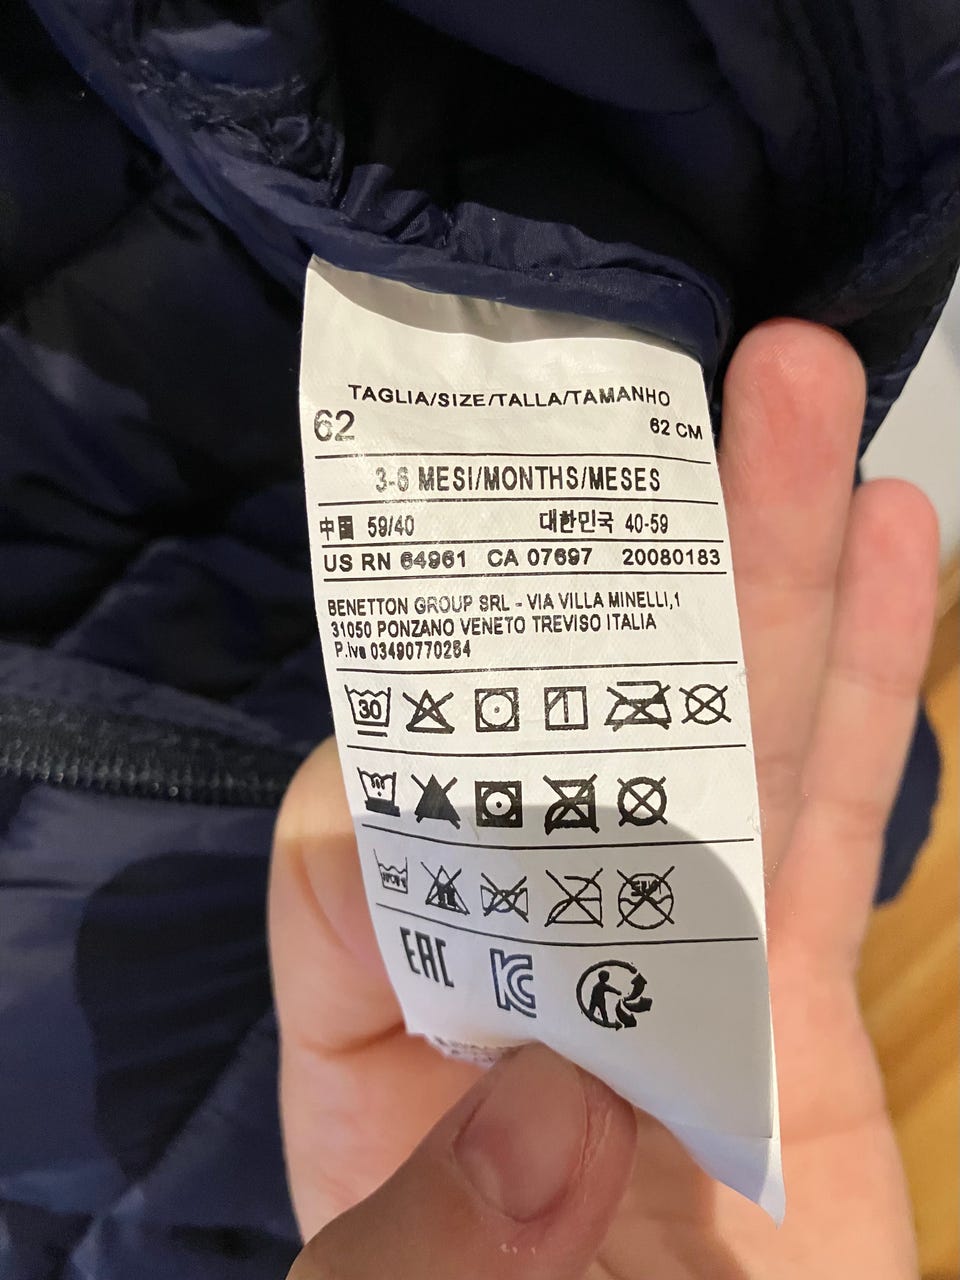 TAGLIA/SIZE/TALLA/TAMANHO
62 62 CM
3-6 MESI/MONTHS/MESES
中国 59/40 대한민국 40-59
US RN 64961 CA 07697 20080183
BENETTON GROUP SRL - VIA VILLA MINELLI,1
31050 PONZANO VENETO TREVISO ITALIA
P.iva 03490770264
30
EAC